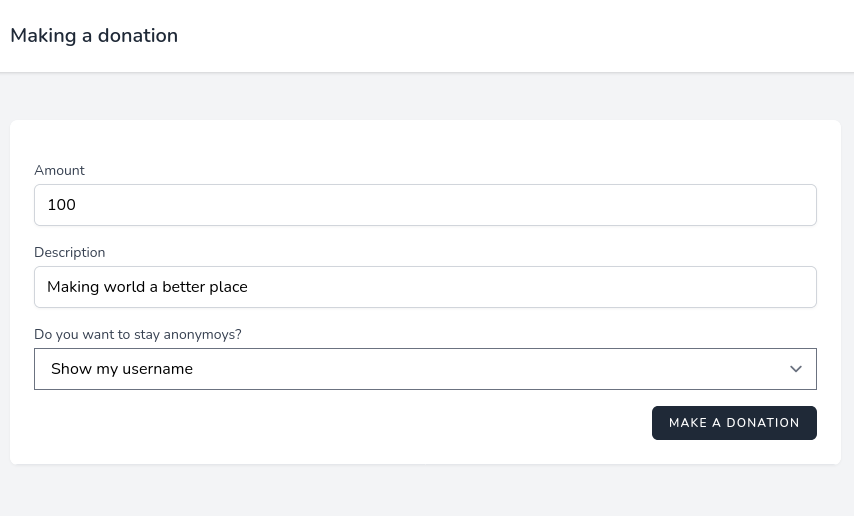 Making a donation
Amount
100
Description
Making world a better place
Do you want to stay anonymoys?
Show my username
MAKE A DONATION